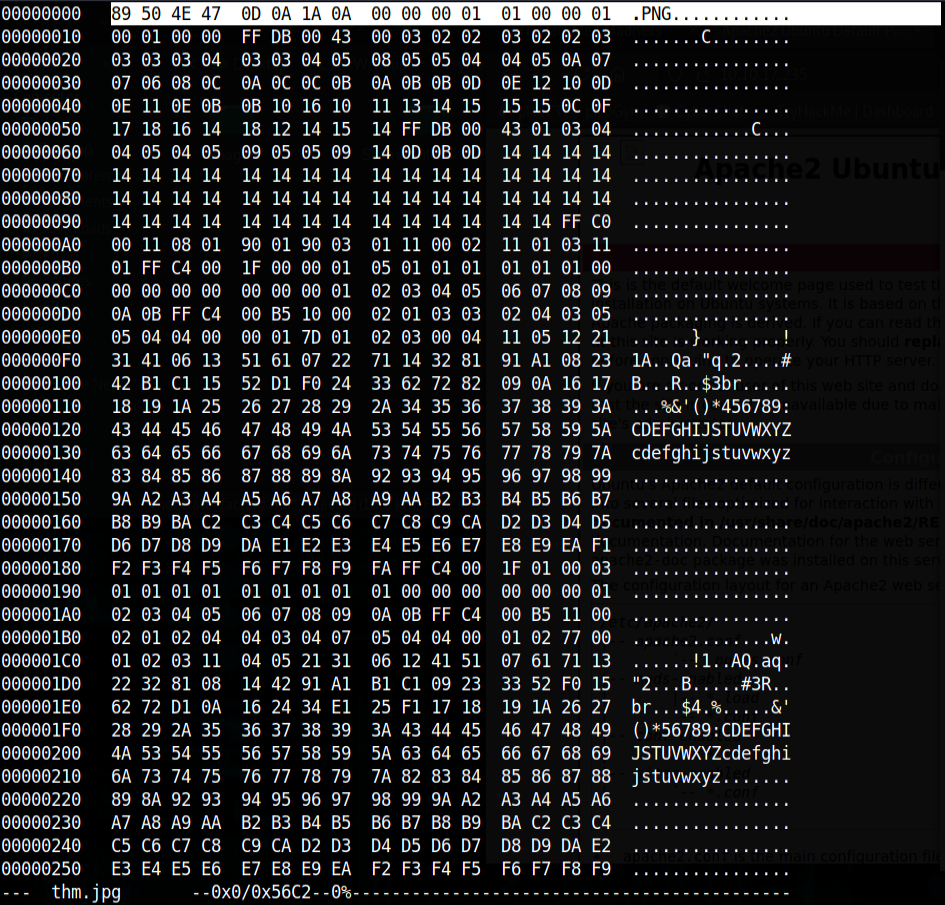 00000000 89 50 4E 47 0D 0A 1A 0A 00 00 00 01 01 00 00 01 .PNG............
00000010 00 01 00 00 FF DB 00 43 00 03 02 02 03 02 02 03 .......C........
00000020 03 03 03 04 03 03 04 05 08 05 05 04 04 05 0A 07 ................
00000030 07 06 08 0C 0A 0C 0C 0B 0A 0B 0B 0D 0E 12 10 0D ................
00000040 0E 11 0E 0B 0B 10 16 10 11 13 14 15 15 15 0C 0F ................
00000050 17 18 16 14 18 12 14 15 14 FF DB 00 43 01 03 04 ............C...
00000060 04 05 04 05 09 05 05 09 14 0D 0B 0D 14 14 14 14 ................
00000070 14 14 14 14 14 14 14 14 14 14 14 14 14 14 14 14 ................
00000080 14 14 14 14 14 14 14 14 14 14 14 14 14 14 14 14 ................
00000090 14 14 14 14 14 14 14 14 14 14 14 14 14 14 FF C0 ................
000000A0 00 11 08 01 90 01 90 03 01 11 00 02 11 01 03 11 ................
000000B0 01 FF C4 00 1F 00 00 01 05 01 01 01 01 01 01 00 ................
000000C0 00 00 00 00 00 00 00 01 02 03 04 05 06 07 08 09 ................
000000D0 0A 0B FF C4 00 B5 10 00 02 01 03 03 02 04 03 05 ................
000000E0 05 04 04 00 00 01 7D 01 02 03 00 04 11 05 12 21 ......}........!
000000F0 31 41 06 13 51 61 07 22 71 14 32 81 91 A1 08 23 1A..Qa."q.2....#
00000100 42 B1 C1 15 52 D1 F0 24 33 62 72 82 09 0A 16 17 B...R..$3br.....
00000110 18 19 1A 25 26 27 28 29 2A 34 35 36 37 38 39 3A ...%&'()*456789:
00000120 43 44 45 46 47 48 49 4A 53 54 55 56 57 58 59 5A CDEFGHIJSTUVWXYZ
00000130 63 64 65 66 67 68 69 6A 73 74 75 76 77 78 79 7A cdefghijstuvwxyz
00000140 83 84 85 86 87 88 89 8A 92 93 94 95 96 97 98 99 ................
00000150 9A A2 A3 A4 A5 A6 A7 A8 A9 AA B2 B3 B4 B5 B6 B7 ................
00000160 B8 B9 BA C2 C3 C4 C5 C6 C7 C8 C9 CA D2 D3 D4 D5 ................
00000170 D6 D7 D8 D9 DA E1 E2 E3 E4 E5 E6 E7 E8 E9 EA F1 ................
00000180 F2 F3 F4 F5 F6 F7 F8 F9 FA FF C4 00 1F 01 00 03 ................
00000190 01 01 01 01 01 01 01 01 01 00 00 00 00 00 00 01 ................
000001A0 02 03 04 05 06 07 08 09 0A 0B FF C4 00 B5 11 00 ................
000001B0 02 01 02 04 04 03 04 07 05 04 04 00 01 02 77 00 ..............w.
000001C0 01 02 03 11 04 05 21 31 06 12 41 51 07 61 71 13 ......!1..AQ.aq.
000001D0 22 32 81 08 14 42 91 A1 B1 C1 09 23 33 52 F0 15 "2...B.....#3R..
000001E0 62 72 D1 0A 16 24 34 E1 25 F1 17 18 19 1A 26 27 br...$4.%.....&'
000001F0 28 29 2A 35 36 37 38 39 3A 43 44 45 46 47 48 49 ()*56789:CDEFGHI
00000200 4A 53 54 55 56 57 58 59 5A 63 64 65 66 67 68 69 JSTUVWXYZcdefghi
00000210 6A 73 74 75 76 77 78 79 7A 82 83 84 85 86 87 88 jstuvwxyz.......
00000220 89 8A 92 93 94 95 96 97 98 99 9A A2 A3 A4 A5 A6 ................
00000230 A7 A8 A9 AA B2 B3 B4 B5 B6 B7 B8 B9 BA C2 C3 C4 ................
00000240 C5 C6 C7 C8 C9 CA D2 D3 D4 D5 D6 D7 D8 D9 DA E2 ................
00000250 E3 E4 E5 E6 E7 E8 E9 EA F2 F3 F4 F5 F6 F7 F8 F9 ................
--- thm.jpg --0x0/0x56C2--0%-------------------------------------------------
Apache2 Ubuntu
is the default welcome page used to test
installation on Ubuntu systems. It is based on